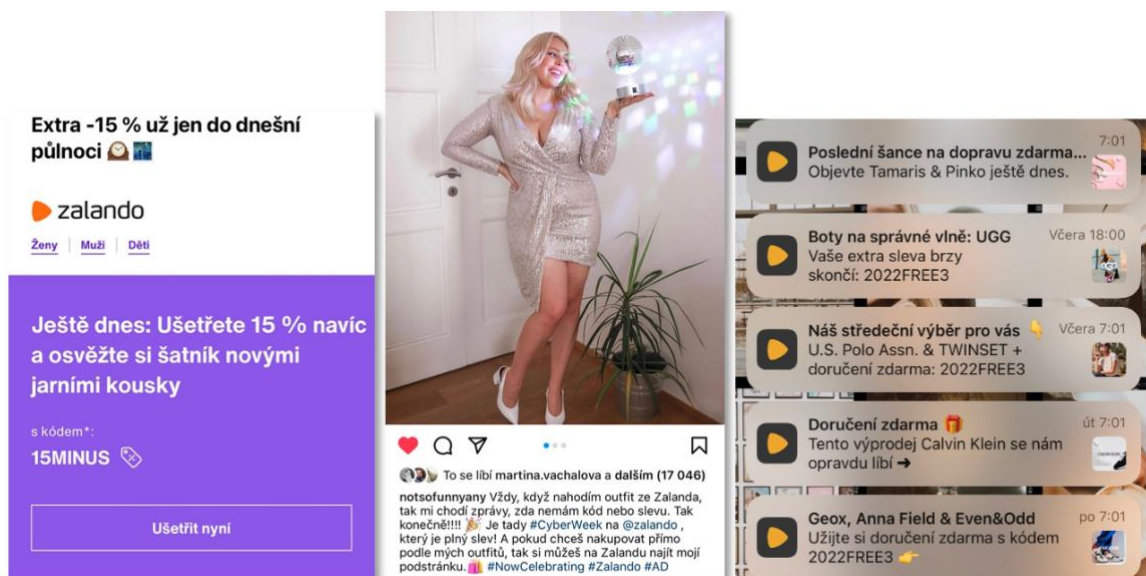 Extra -15 % už jen do dnešní
půlnoci 🕰️🌃
zalando
Ženy
Muži
Děti
Ještě dnes: Ušetřete 15 % navíc
a osvěžte si šatník novými
jarními kousky
s kódem*:
15MINUS
Ušetřit nyní
To se líbí martina.vachalova a dalším (17 046)
notsofunnyany Vždy, když nahodím outfit ze Zalanda,
tak mi chodí zprávy, zda nemám kód nebo slevu. Tak
konečně!!!! 🎉 Je tady #CyberWeek na @zalando ,
který je plný slev! A pokud chceš nakupovat přímo
podle mých outfitů, tak si můžeš na Zalandu najít mojí
podstránku.🛍️ #NowCelebrating #Zalando #AD
7:01
Poslední šance na dopravu zdarma...
Objevte Tamaris & Pinko ještě dnes.
Boty na správné vlně: UGG
Včera 18:00
Vaše extra sleva brzy
skončí: 2022FREE3
Náš středeční výběr pro vás 👇
Včera 7:01
U.S. Polo Assn. & TWINSET +
doručení zdarma: 2022FREE3
Doručení zdarma 🎁
út 7:01
Tento výprodej Calvin Klein se nám
opravdu líbí ➜
Geox, Anna Field & Even&Odd
po 7:01
Užijte si doručení zdarma s kódem
2022FREE3 👉